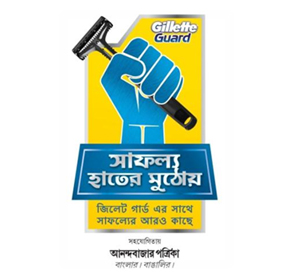 Gillette
Guard
সাফল্য
হাতের মুঠোয়
জিলেট গার্ড এর সাথে
সাফল্যের আরও কাছে
সহযোগিতায়
আনন্দবাজার পত্রিকা
বাংলার। বাঙালির।